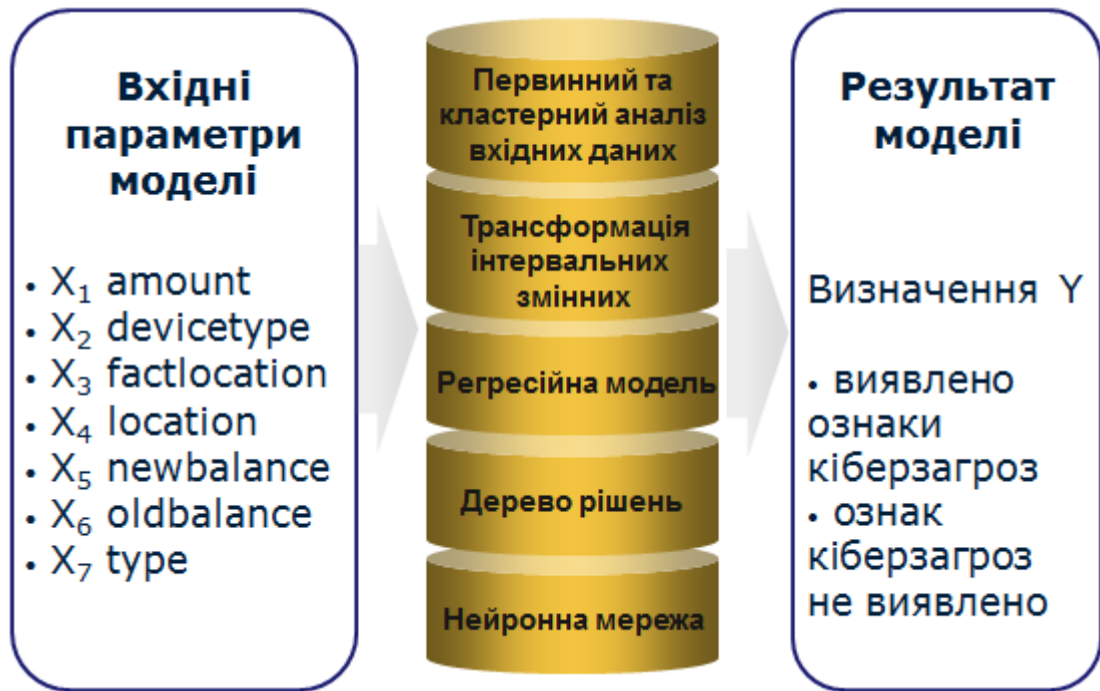 Вхідні
параметри
моделі
• X₁ amount
• X₂ devicetype
• X₃ factlocation
• X₄ location
• X₅ newbalance
• X₆ oldbalance
• X₇ type
Первинний та
кластерний аналіз
вхідних даних
Трансформація
інтервальних
змінних
Регресійна модель
Дерево рішень
Нейронна мережа
Результат
моделі
Визначення Y
• виявлено
ознаки
кіберзагроз
• ознак
кіберзагроз
не виявлено